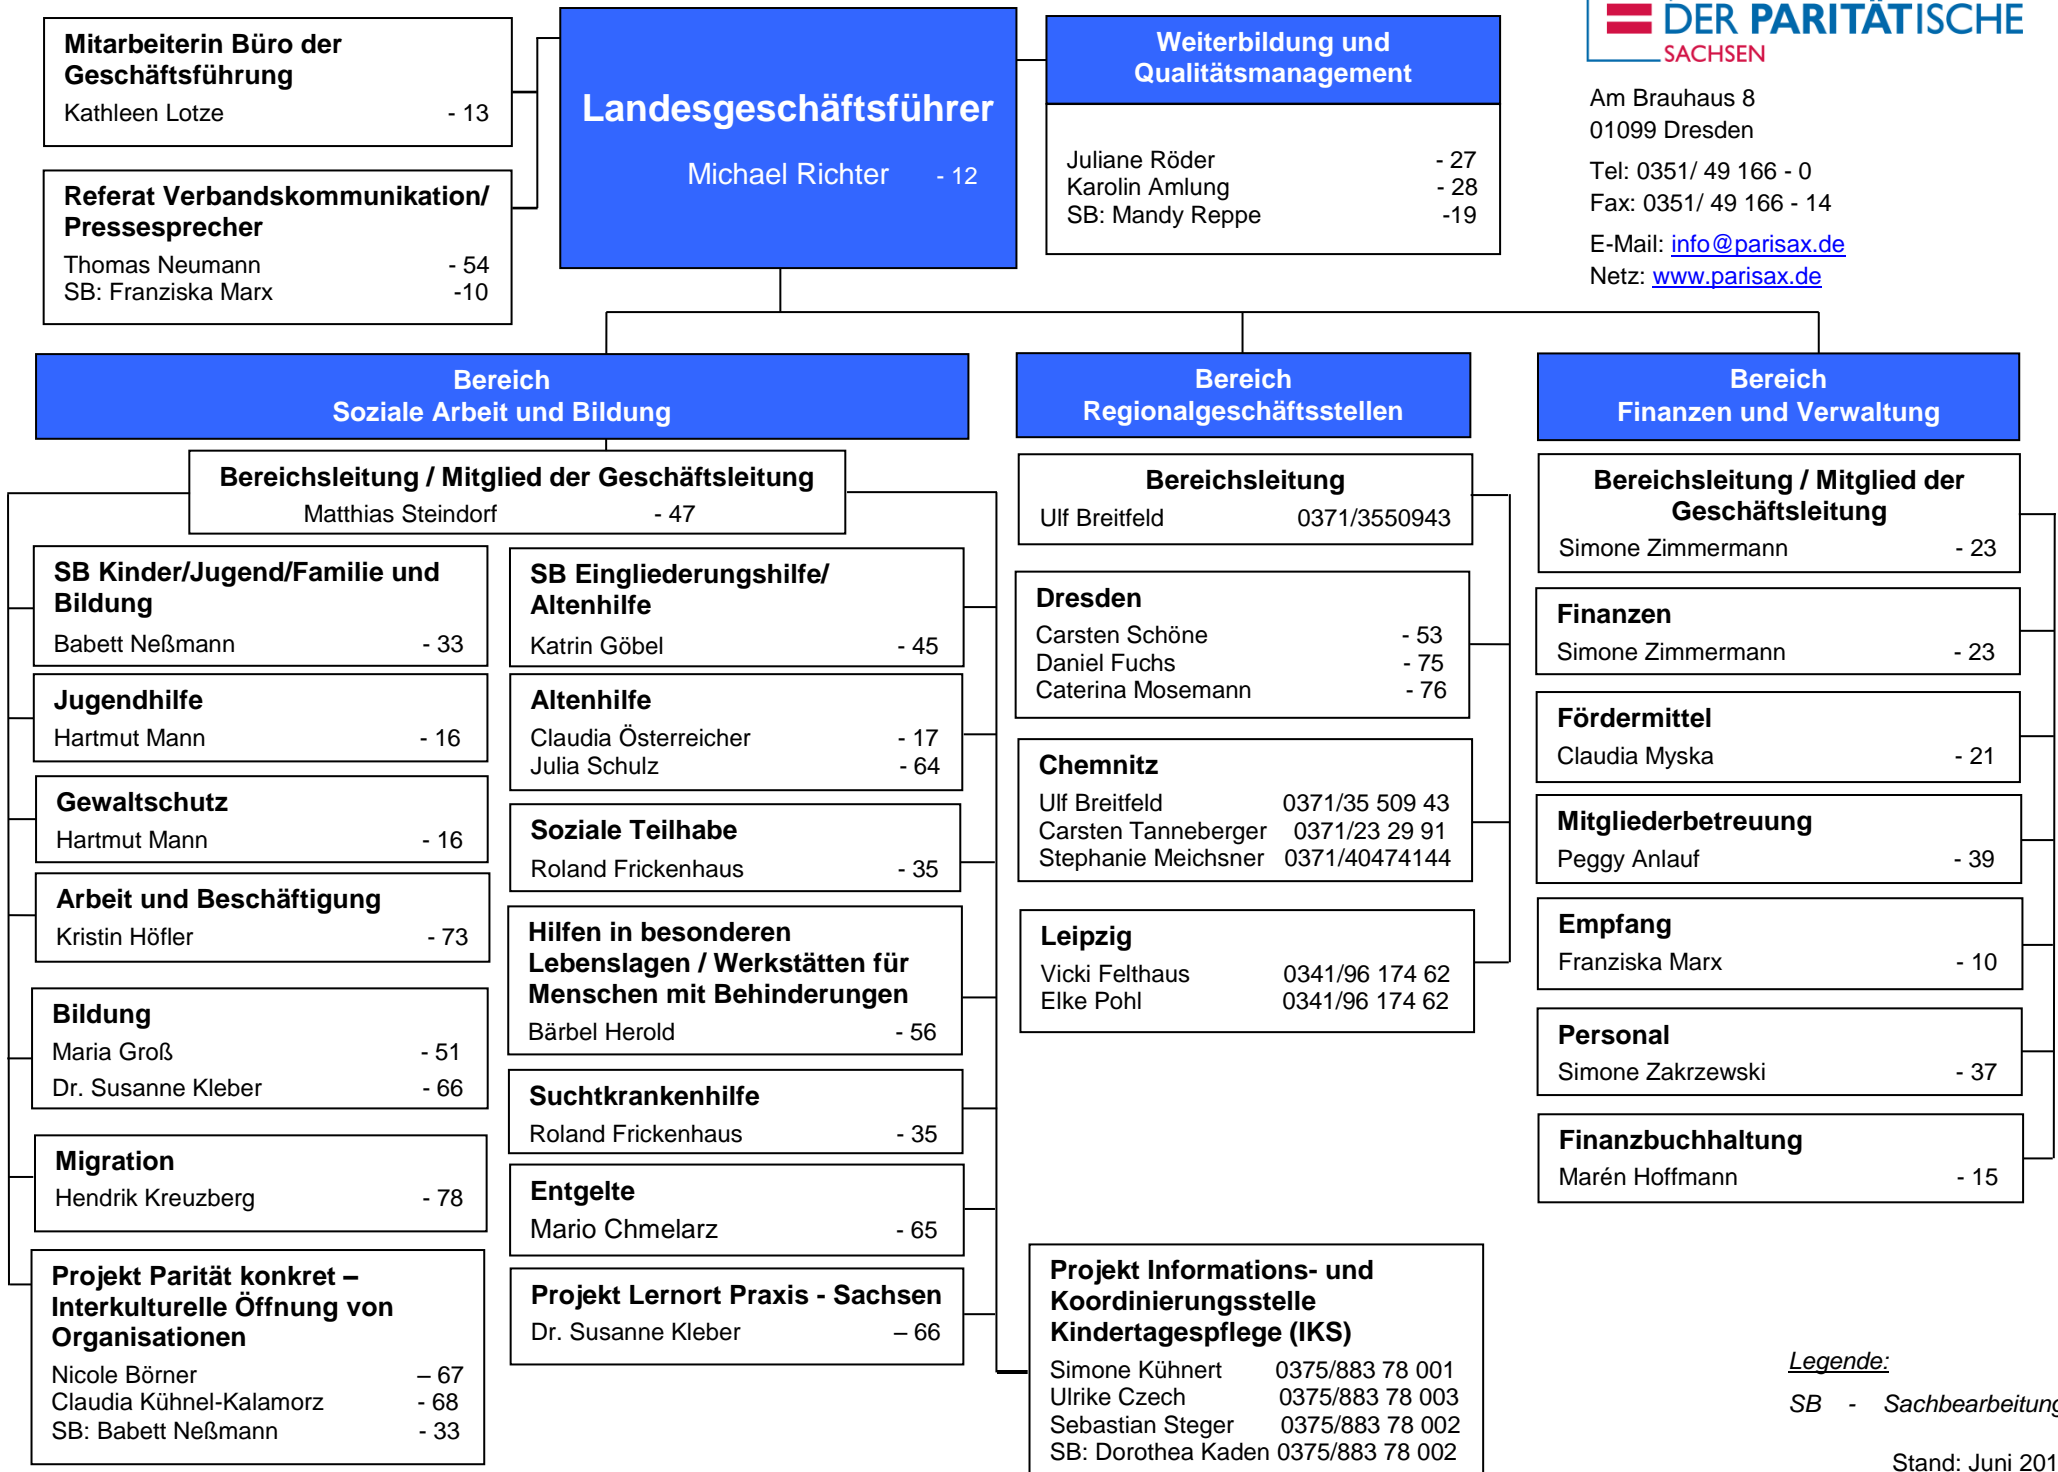 Mitarbeiterin Büro der
Geschäftsführung
Kathleen Lotze - 13
Referat Verbandskommunikation/
Pressesprecher
Thomas Neumann - 54
SB: Franziska Marx -10
Landesgeschäftsführer
Michael Richter - 12
Weiterbildung und
Qualitätsmanagement
Juliane Röder - 27
Karolin Amlung - 28
SB: Mandy Reppe -19
DER PARITÄTISCHE
SACHSEN
Am Brauhaus 8
01099 Dresden
Tel: 0351/ 49 166 - 0
Fax: 0351/ 49 166 - 14
E-Mail: info@parisax.de
Netz: www.parisax.de
Bereich
Soziale Arbeit und Bildung
Bereichsleitung / Mitglied der Geschäftsleitung
Matthias Steindorf - 47
SB Kinder/Jugend/Familie und
Bildung
Babett Neßmann - 33
Jugendhilfe
Hartmut Mann - 16
Gewaltschutz
Hartmut Mann - 16
Arbeit und Beschäftigung
Kristin Höfler - 73
Bildung
Maria Groß - 51
Dr. Susanne Kleber - 66
Migration
Hendrik Kreuzberg - 78
Projekt Parität konkret –
Interkulturelle Öffnung von
Organisationen
Nicole Börner – 67
Claudia Kühnel-Kalamorz - 68
SB: Babett Neßmann - 33
SB Eingliederungshilfe/
Altenhilfe
Katrin Göbel - 45
Altenhilfe
Claudia Österreicher - 17
Julia Schulz - 64
Soziale Teilhabe
Roland Frickenhaus - 35
Hilfen in besonderen
Lebenslagen / Werkstätten für
Menschen mit Behinderungen
Bärbel Herold - 56
Suchtkrankenhilfe
Roland Frickenhaus - 35
Entgelte
Mario Chmelarz - 65
Projekt Lernort Praxis - Sachsen
Dr. Susanne Kleber – 66
Bereich
Regionalgeschäftsstellen
Bereichsleitung
Ulf Breitfeld 0371/3550943
Dresden
Carsten Schöne - 53
Daniel Fuchs - 75
Caterina Mosemann - 76
Chemnitz
Ulf Breitfeld 0371/35 509 43
Carsten Tanneberger 0371/23 29 91
Stephanie Meichsner 0371/40474144
Leipzig
Vicki Felthaus 0341/96 174 62
Elke Pohl 0341/96 174 62
Projekt Informations- und
Koordinierungsstelle
Kindertagespflege (IKS)
Simone Kühnert 0375/883 78 001
Ulrike Czech 0375/883 78 003
Sebastian Steger 0375/883 78 002
SB: Dorothea Kaden 0375/883 78 002
Bereich
Finanzen und Verwaltung
Bereichsleitung / Mitglied der
Geschäftsleitung
Simone Zimmermann - 23
Finanzen
Simone Zimmermann - 23
Fördermittel
Claudia Myska - 21
Mitgliederbetreuung
Peggy Anlauf - 39
Empfang
Franziska Marx - 10
Personal
Simone Zakrzewski - 37
Finanzbuchhaltung
Marén Hoffmann - 15
Legende:
SB - Sachbearbeitung
Stand: Juni 201